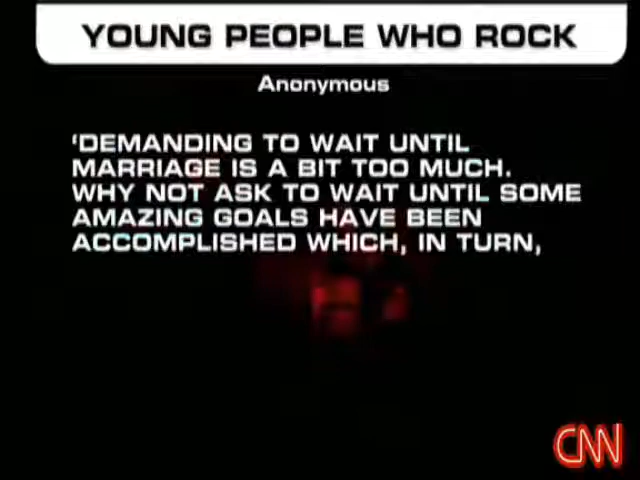 YOUNG PEOPLE WHO ROCK
Anonymous
‘DEMANDING TO WAIT UNTIL
MARRIAGE IS A BIT TOO MUCH.
WHY NOT ASK TO WAIT UNTIL SOME
AMAZING GOALS HAVE BEEN
ACCOMPLISHED WHICH, IN TURN,
CNN